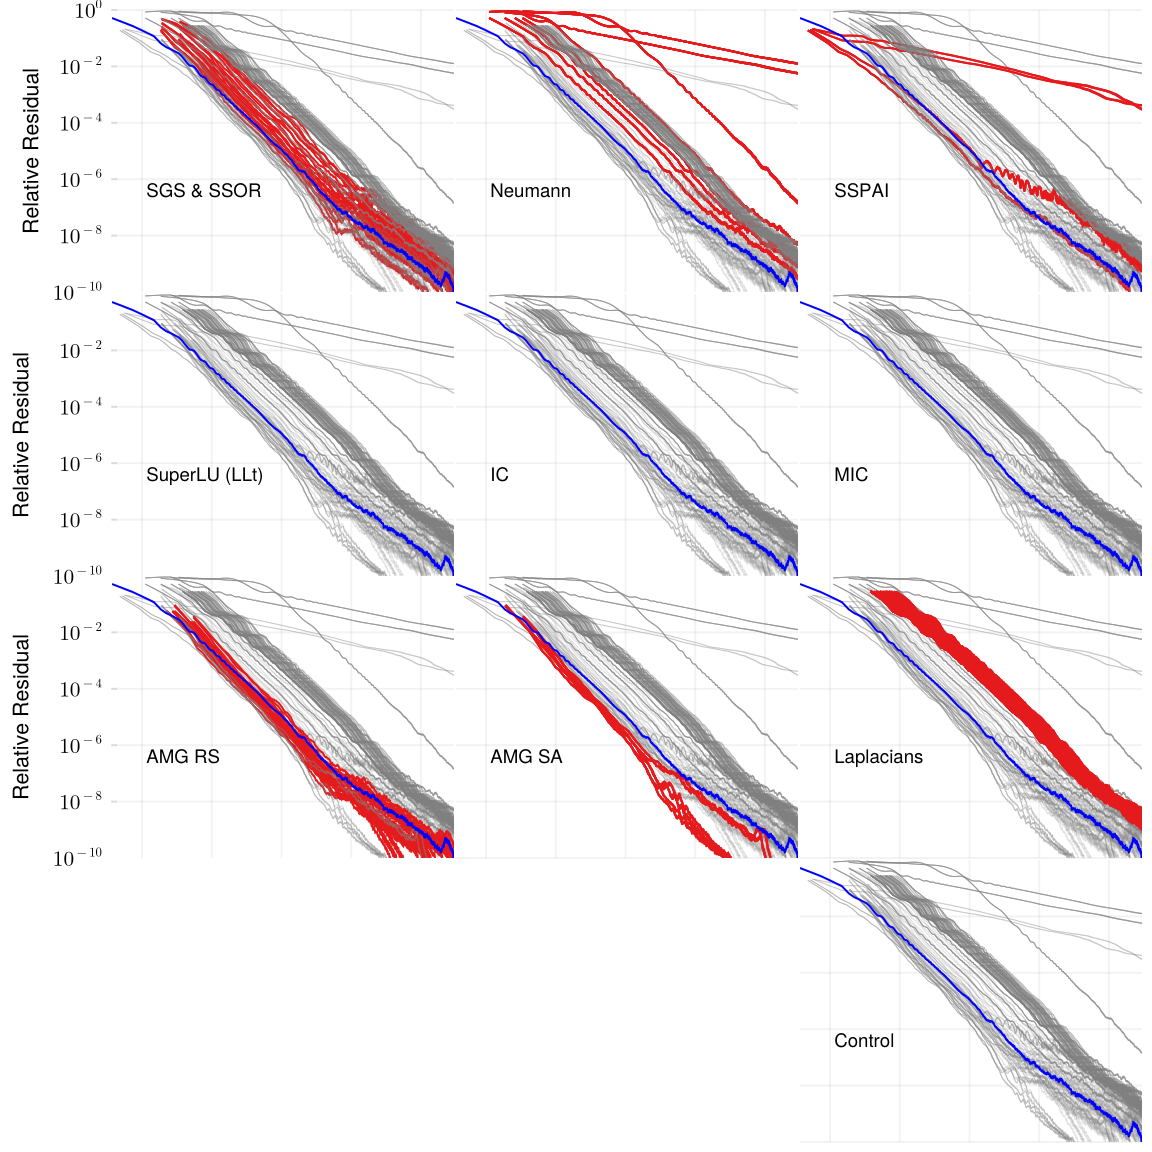 10^0
10^−2
10^−4
10^−6
10^−8
10^−10
Relative Residual
SGS & SSOR
Neumann
SSPAI
10^−2
10^−4
10^−6
10^−8
10^−10
Relative Residual
SuperLU (LLt)
IC
MIC
10^−2
10^−4
10^−6
10^−8
10^−10
Relative Residual
AMG RS
AMG SA
Laplacians
Control